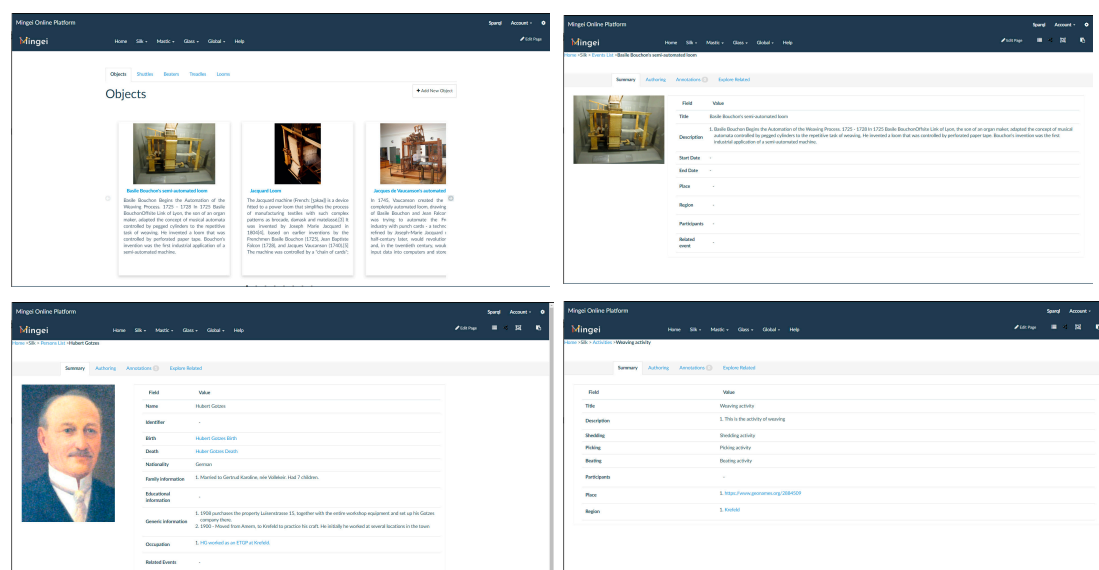 Mingei Online Platform
Sparql Account
Mingei
Home Silk Mastic Glass Global Help
Edit Page
Objects Shuttles Beaters Treadles Looms
Objects
+ Add New Object
Basile Bouchon's semi-automated loom
Basile Bouchon Begins the Automation of the
Weaving Process. 1725 - 1728 In 1725 Basile
BouchonOffsite Link of Lyon, the son of an organ
maker, adapted the concept of musical automata
controlled by pegged cylinders to the repetitive
task of weaving. He invented a loom that was
controlled by perforated paper tape. Bouchon's
invention was the first industrial application of a
semi-automated machine.
Jacquard Loom
The Jacquard machine (French: [ʒakaʁ]) is a device
fitted to a power loom that simplifies the process
of manufacturing textiles with such complex
patterns as brocade, damask and matelassé.[3] It
was invented by Joseph Marie Jacquard in
1804[4], based on earlier inventions by the
Frenchmen Basile Bouchon (1725), Jean Baptiste
Falcon (1728), and Jacques Vaucanson (1740).[5]
The machine was controlled by a "chain of cards";
Jacques de Vaucanson's automated
In 1745, Vaucanson created the
completely automated loom, drawing
of Basile Bouchon and Jean Falcon
was trying to automate the Fr
industry with punch cards - a techno
refined by Joseph-Marie Jacquard
half-century later, would revolution
and, in the twentieth century, would
input data into computers and store
Mingei Online Platform
Sparql Account
Mingei
Home Silk Mastic Glass Global Help
Edit Page
Home >Silk > Events List >Basile Bouchon's semi-automated loom
Summary Authoring Annotations Explore Related
Field Value
Title Basile Bouchon's semi-automated loom
Description 1. Basile Bouchon Begins the Automation of the Weaving Process. 1725 - 1728 In 1725 Basile BouchonOffsite Link of Lyon, the son of an organ maker, adapted the concept of musical
automata controlled by pegged cylinders to the repetitive task of weaving. He invented a loom that was controlled by perforated paper tape. Bouchon's invention was the first
industrial application of a semi-automated machine.
Start Date -
End Date -
Place -
Region -
Participants -
Related
event -
Mingei Online Platform
Sparql Account
Mingei
Home Silk Mastic Glass Global Help
Edit Page
Home >Silk > Persons List >Hubert Gotzes
Summary Authoring Annotations Explore Related
Field Value
Name Hubert Gotzes
Identifier -
Birth Hubert Gotzes Birth
Death Huber Gotzes Death
Nationality German
Family Information 1. Married to Gertrud Karoline, née Vollekoir. Had 7 children.
Educational
Information -
Generic Information 1. 1908 purchases the property Luisenstrasse 15, together with the entire workshop equipment and set up his Gotzes
company there.
2. 1900 - Moved from Amern, to Krefeld to practice his craft. He initially he worked at several locations in the town
Occupation 1. HG worked as an ETGP at Krefeld.
Related Events -
Mingei Online Platform
Sparql Account
Mingei
Home Silk Mastic Glass Global Help
Edit Page
Home >Silk > Activities >Weaving activity
Summary Authoring Annotations Explore Related
Field Value
Title Weaving activity
Description 1. This is the activity of weaving
Shedding Shedding activity
Picking Picking activity
Beating Beating activity
Participants -
Place 1. https://www.geonames.org/2884509
Region 1. Krefeld